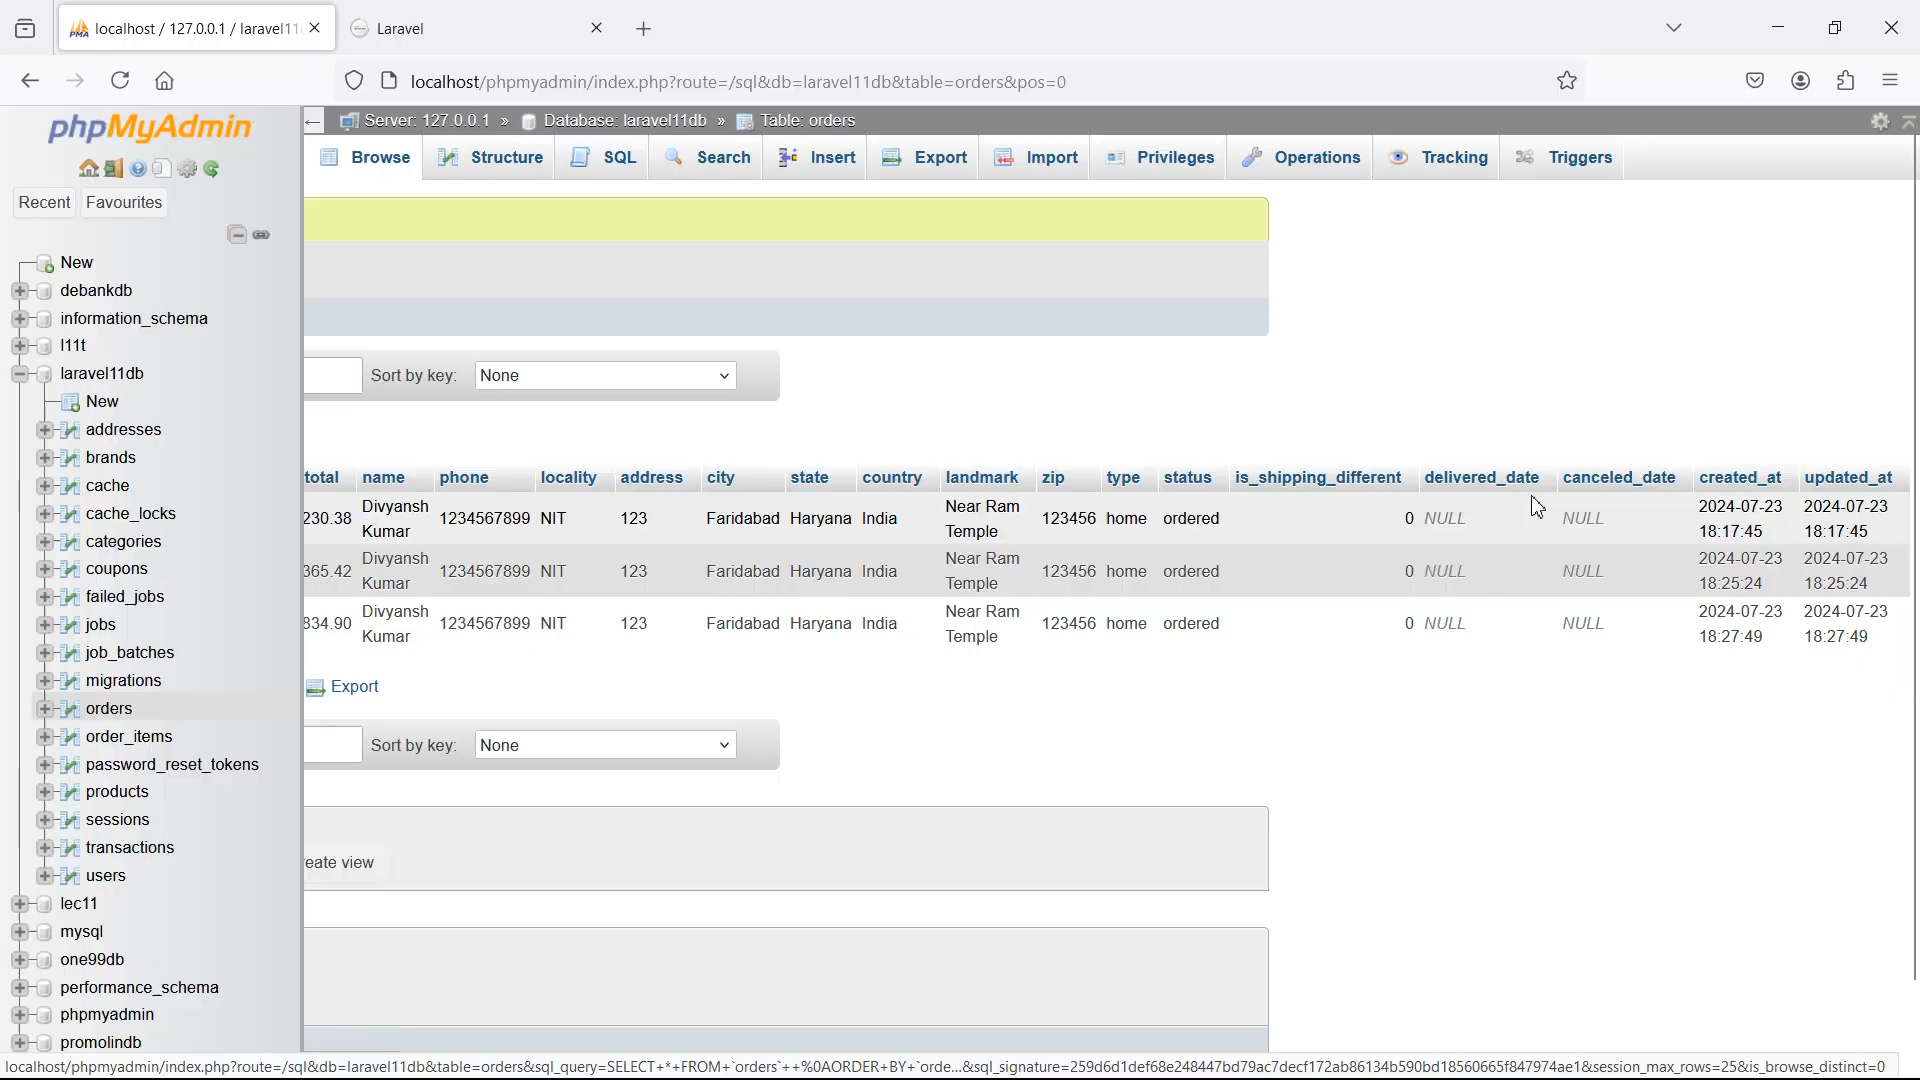 localhost / 127.0.0.1 / laravel11
Laravel
localhost/phpmyadmin/index.php?route=/sql&db=laravel11db&table=orders&pos=0
phpMyAdmin
Recent
Favourites
New
debankdb
information_schema
l11t
laravel11db
New
addresses
brands
cache
cache_locks
categories
coupons
failed_jobs
jobs
job_batches
migrations
orders
order_items
password_reset_tokens
products
sessions
transactions
users
lec11
mysql
one99db
performance_schema
phpmyadmin
promolindb
Server: 127.0.0.1 » Database: laravel11db » Table: orders
Browse Structure SQL Search Insert Export Import Privileges Operations Tracking Triggers
Sort by key: None
total name phone locality address city state country landmark zip type status is_shipping_different delivered_date canceled_date created_at updated_at
230.38 Divyansh Kumar 1234567899 NIT 123 Faridabad Haryana India Near Ram Temple 123456 home ordered 0 NULL NULL 2024-07-23 18:17:45 2024-07-23 18:17:45
365.42 Divyansh Kumar 1234567899 NIT 123 Faridabad Haryana India Near Ram Temple 123456 home ordered 0 NULL NULL 2024-07-23 18:25:24 2024-07-23 18:25:24
834.90 Divyansh Kumar 1234567899 NIT 123 Faridabad Haryana India Near Ram Temple 123456 home ordered 0 NULL NULL 2024-07-23 18:27:49 2024-07-23 18:27:49
Export
Sort by key: None
reate view
localhost/phpmyadmin/index.php?route=/sql&db=laravel11db&table=orders&sql_query=SELECT+*+FROM+`orders`++%0AORDER+BY+`orde...&sql_signature=259d6d1def68e248447bd79ac7decf172ab86134b590bd18560665f847974ae1&session_max_rows=25&is_browse_distinct=0